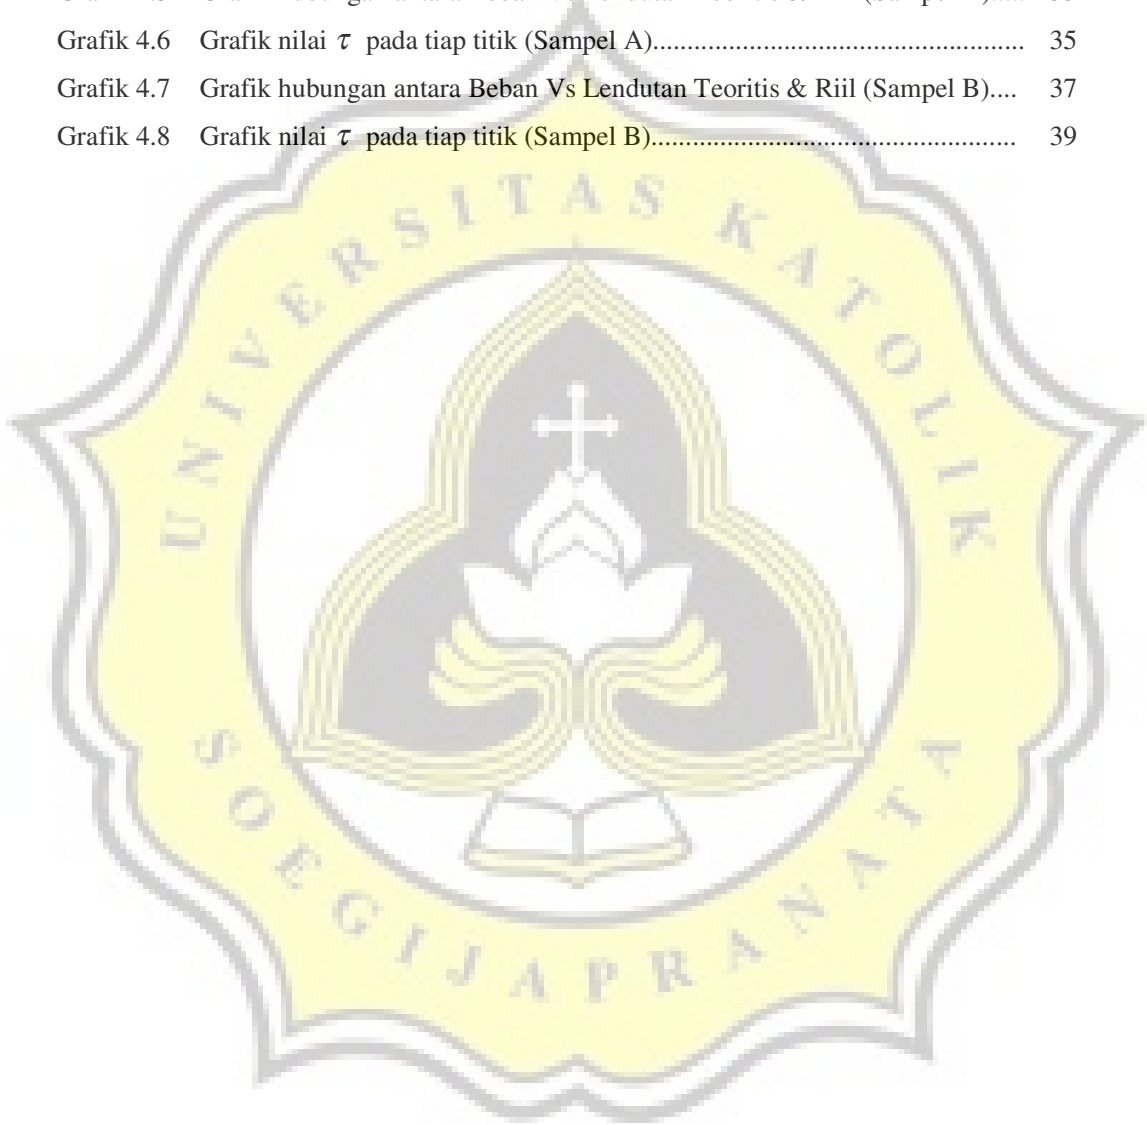 Grafik 4.6 Grafik nilai τ pada tiap titik (Sampel A)....................................................... 35
Grafik 4.7 Grafik hubungan antara Beban Vs Lendutan Teoritis & Riil (Sampel B).... 37
Grafik 4.8 Grafik nilai τ pada tiap titik (Sampel B)...................................................... 39
UNIVERSITAS KATOLIK
SOEGIJAPRANATA